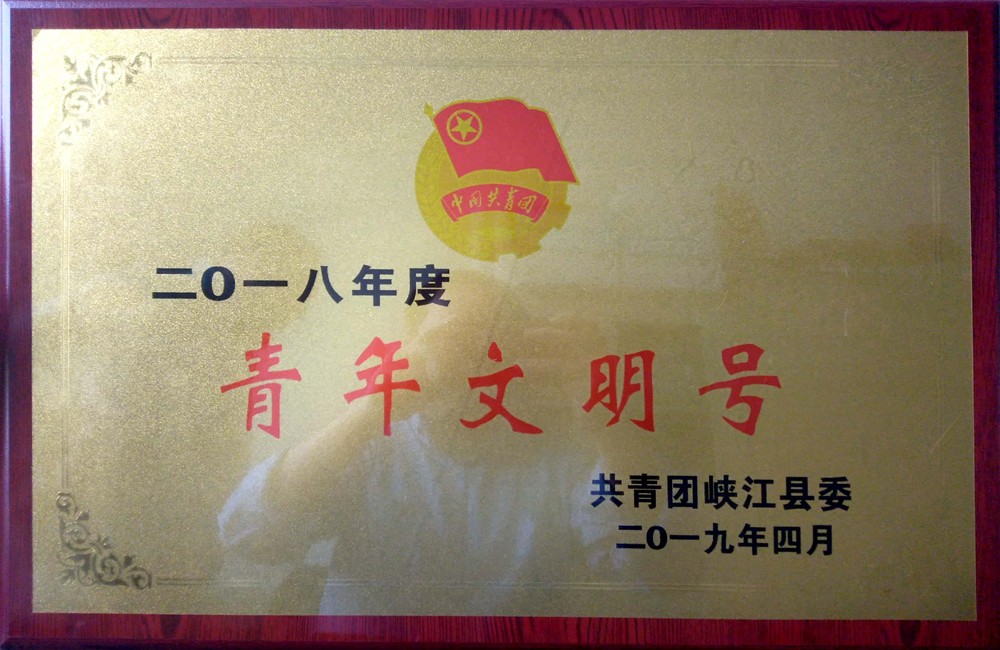 中国共青团
二〇一八年度
青年文明号
共青团峡江县委
二〇一九年四月